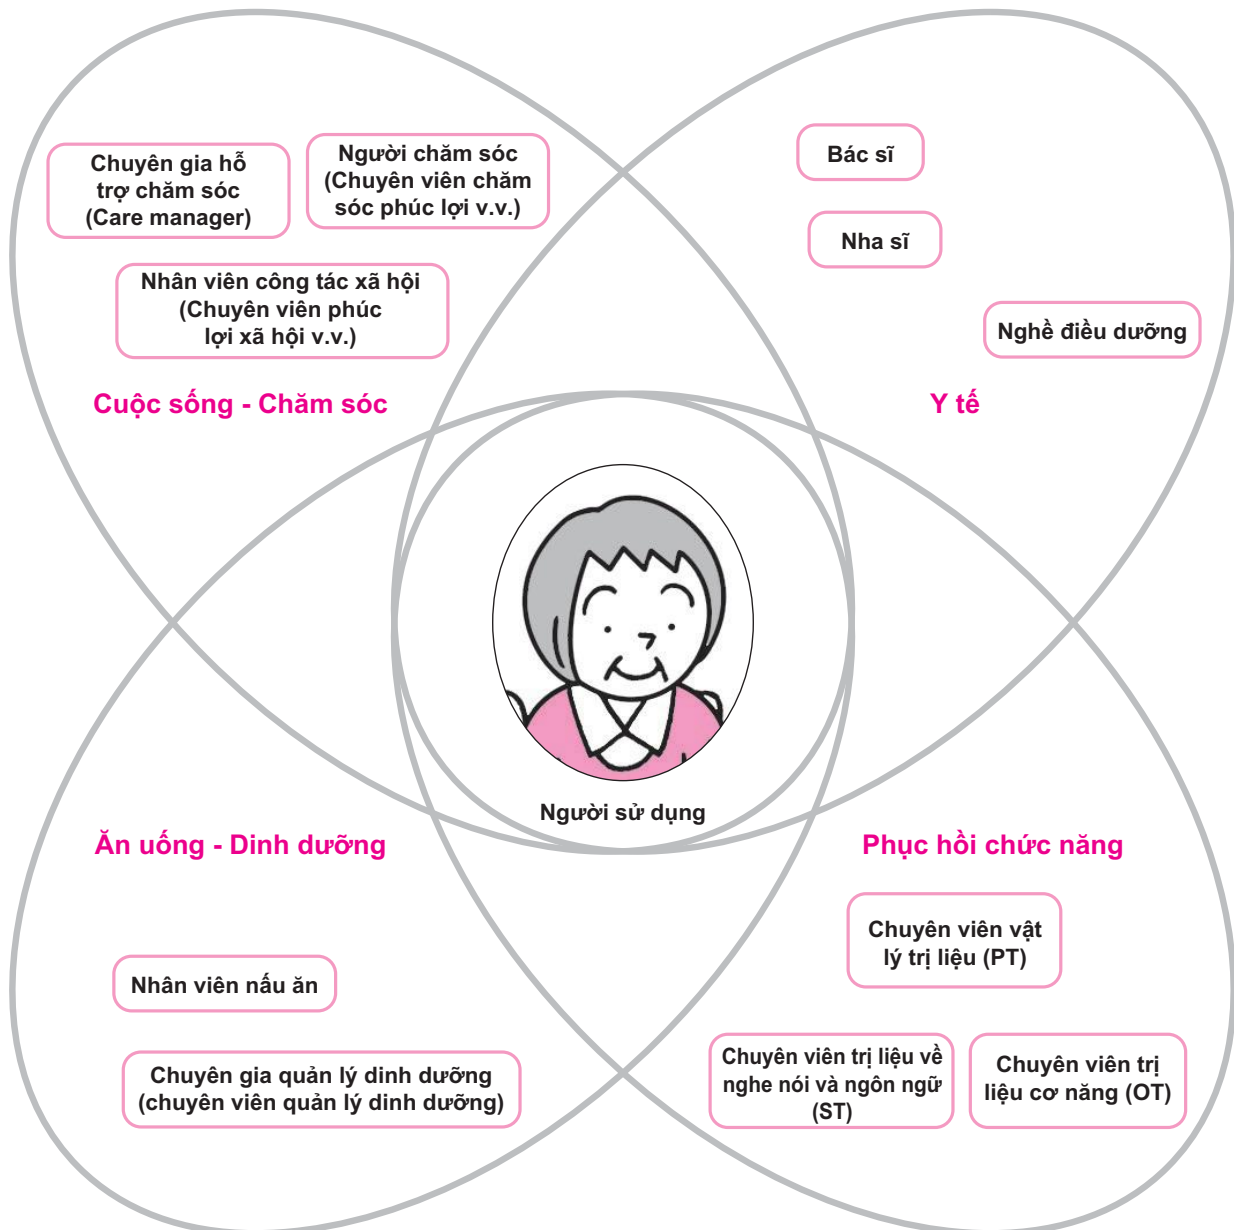 Chuyên gia hỗ
trợ chăm sóc
(Care manager)
Người chăm sóc
(Chuyên viên chăm
sóc phúc lợi v.v.)
Nhân viên công tác xã hội
(Chuyên viên phúc
lợi xã hội v.v.)
Cuộc sống - Chăm sóc
Bác sĩ
Nha sĩ
Nghề điều dưỡng
Y tế
Người sử dụng
Ăn uống - Dinh dưỡng
Nhân viên nấu ăn
Chuyên gia quản lý dinh dưỡng
(chuyên viên quản lý dinh dưỡng)
Phục hồi chức năng
Chuyên viên vật
lý trị liệu (PT)
Chuyên viên trị liệu về
nghe nói và ngôn ngữ
(ST)
Chuyên viên trị
liệu cơ năng (OT)